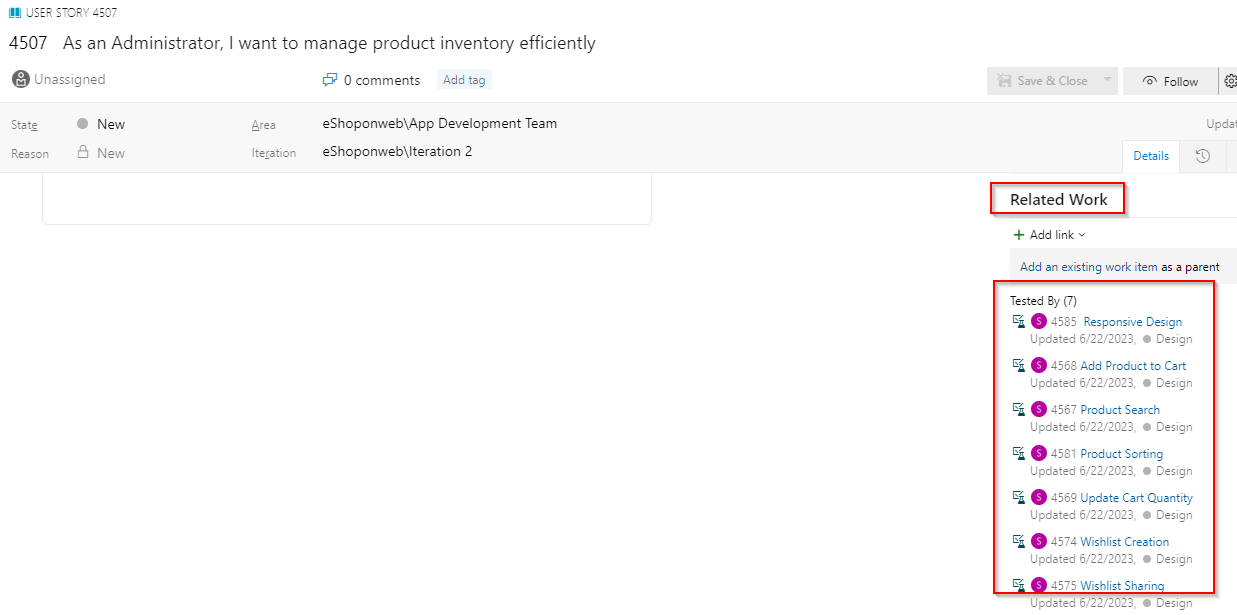 USER STORY 4507
4507 As an Administrator, I want to manage product inventory efficiently
Unassigned
0 comments
Add tag
Save & Close
Follow
State
New
Area
eShoponweb\App Development Team
Reason
New
Iteration
eShoponweb\Iteration 2
Details
Related Work
Add link
Add an existing work item as a parent
Tested By (7)
S 4585 Responsive Design
Updated 6/22/2023, Design
S 4568 Add Product to Cart
Updated 6/22/2023, Design
S 4567 Product Search
Updated 6/22/2023, Design
S 4581 Product Sorting
Updated 6/22/2023, Design
S 4569 Update Cart Quantity
Updated 6/22/2023, Design
S 4574 Wishlist Creation
Updated 6/22/2023, Design
S 4575 Wishlist Sharing
Updated 6/22/2023, Design